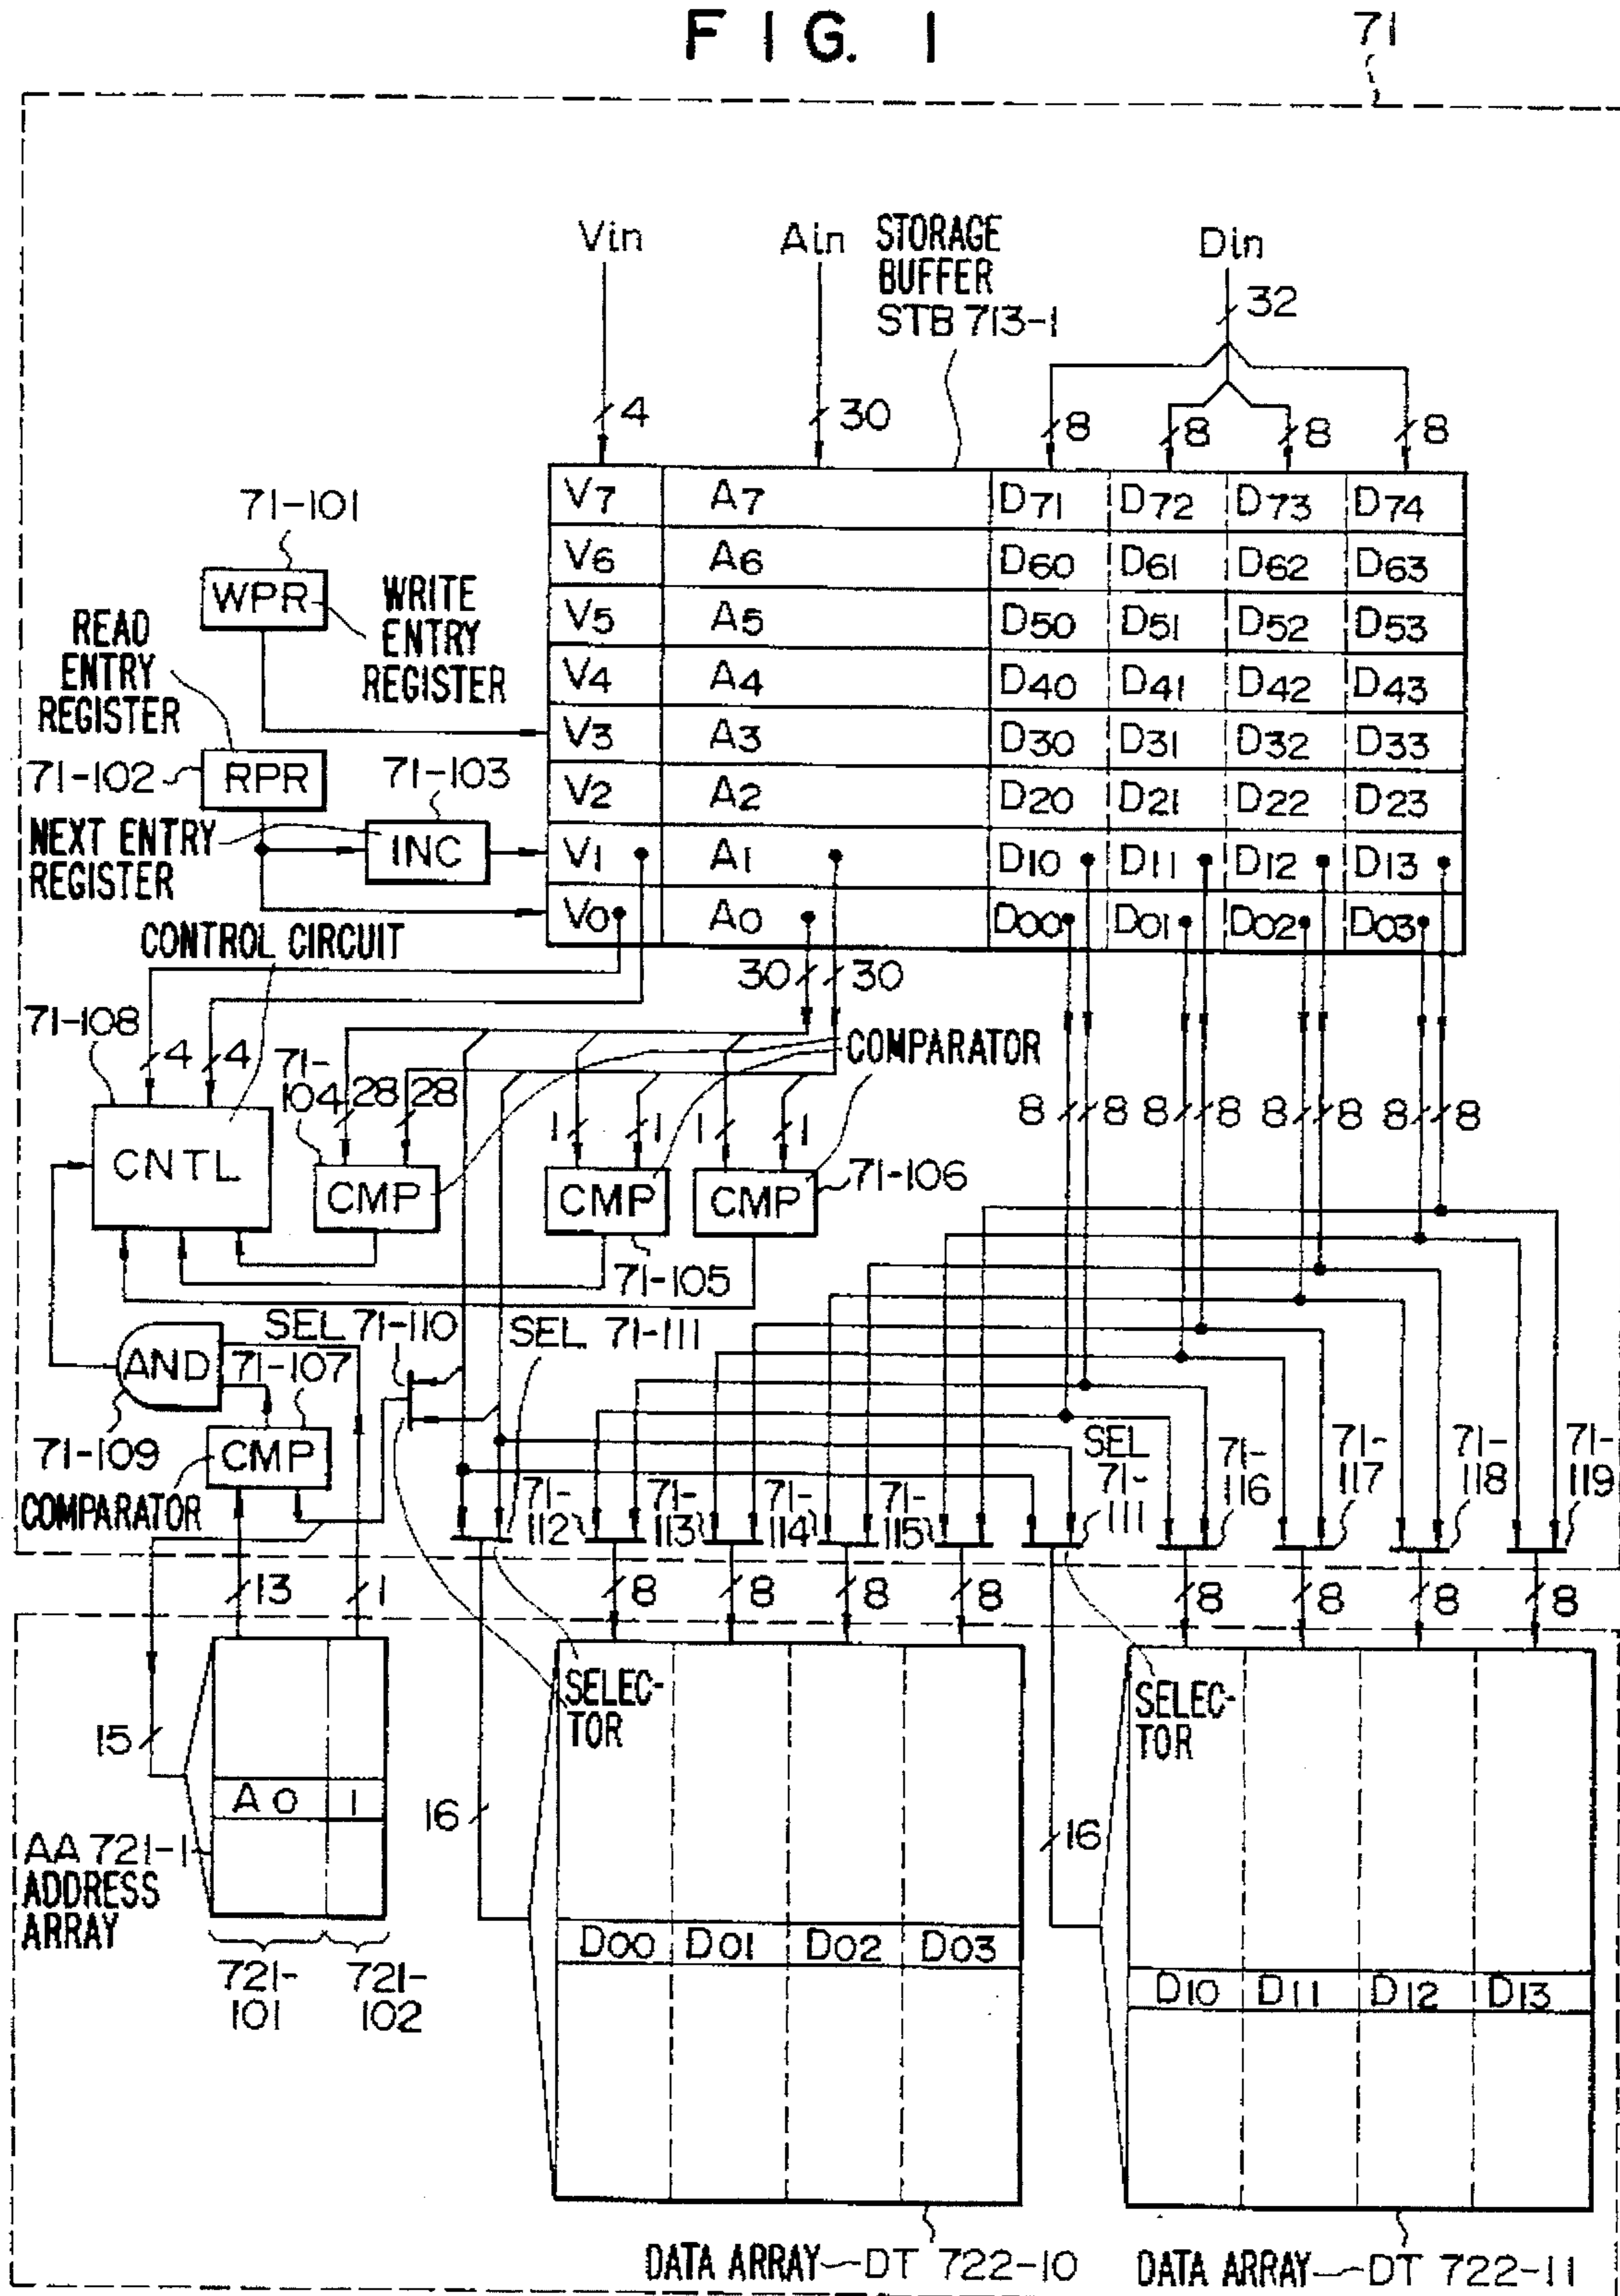 FIG. 1
71
Vin
Ain
STORAGE
BUFFER
STB 713-1
Din
32
4
30
8
8
8
8
71-101
WPR
WRITE
ENTRY
REGISTER
READ
ENTRY
REGISTER
71-102
RPR
71-103
NEXT ENTRY
REGISTER
INC
V7 A7 D71 D72 D73 D74
V6 A6 D60 D61 D62 D63
V5 A5 D50 D51 D52 D53
V4 A4 D40 D41 D42 D43
V3 A3 D30 D31 D32 D33
V2 A2 D20 D21 D22 D23
V1 A1 D10 D11 D12 D13
V0 A0 D00 D01 D02 D03
CONTROL CIRCUIT
30 30
71-108
4 4
71-
104
28 28
COMPARATOR
1 1 1 1
8 8 8 8 8 8 8 8
CNTL
CMP
CMP
CMP
71-106
71-105
SEL 71-110
SEL 71-111
AND
71-107
71-109
CMP
COMPARATOR
71-
112
71-
113
71-
114
71-
115
SEL
71-
111
71-
116
71-
117
71-
118
71-
119
13 1
8 8 8 8
8 8 8 8
15
A0 1
AA 721-1
ADDRESS
ARRAY
721-
101
721-
102
16
SELEC-
TOR
D00 D01 D02 D03
16
SELEC-
TOR
D10 D11 D12 D13
DATA ARRAY DT 722-10
DATA ARRAY DT 722-11